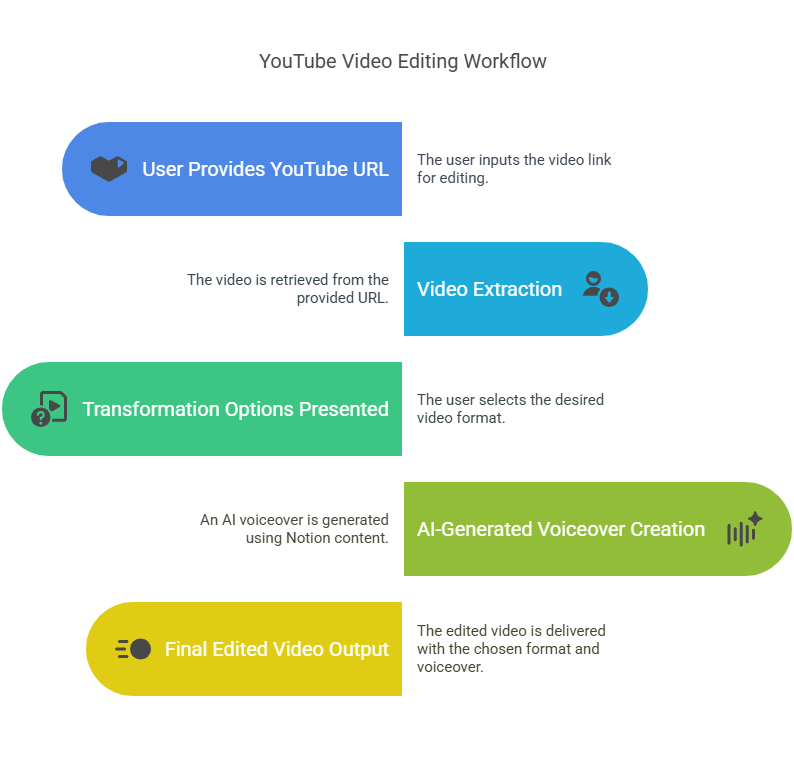 YouTube Video Editing Workflow
User Provides YouTube URL
The user inputs the video link
for editing.
Video Extraction
The video is retrieved from the
provided URL.
Transformation Options Presented
The user selects the desired
video format.
AI-Generated Voiceover Creation
An AI voiceover is generated
using Notion content.
Final Edited Video Output
The edited video is delivered
with the chosen format and
voiceover.